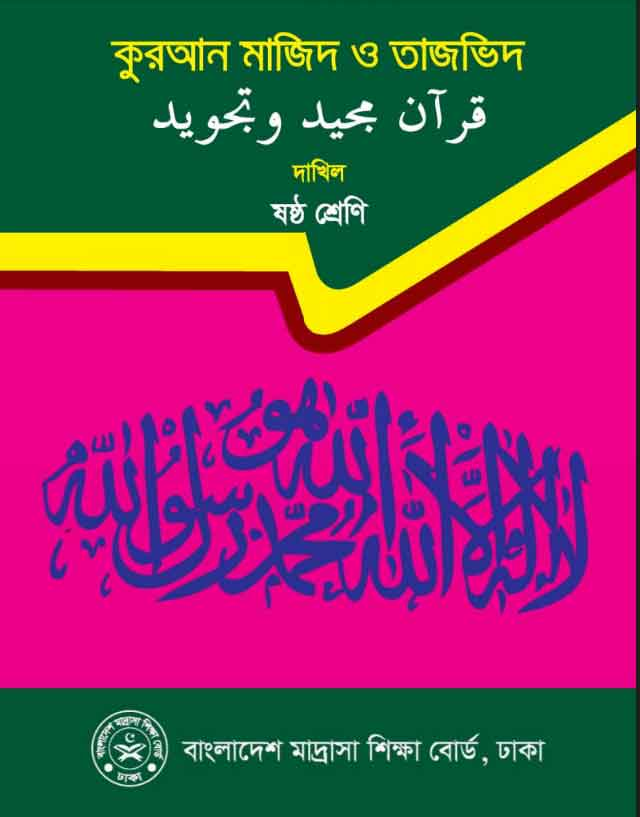 কুরআন মাজিদ ও তাজভিদ
قرآن مجيد وتجويد
দাখিল
ষষ্ঠ শ্রেণি
لا إله إلا الله محمد رسول الله
বাংলাদেশ মাদ্রাসা শিক্ষা বোর্ড
ঢাকা
বাংলাদেশ মাদ্রাসা শিক্ষা বোর্ড, ঢাকা